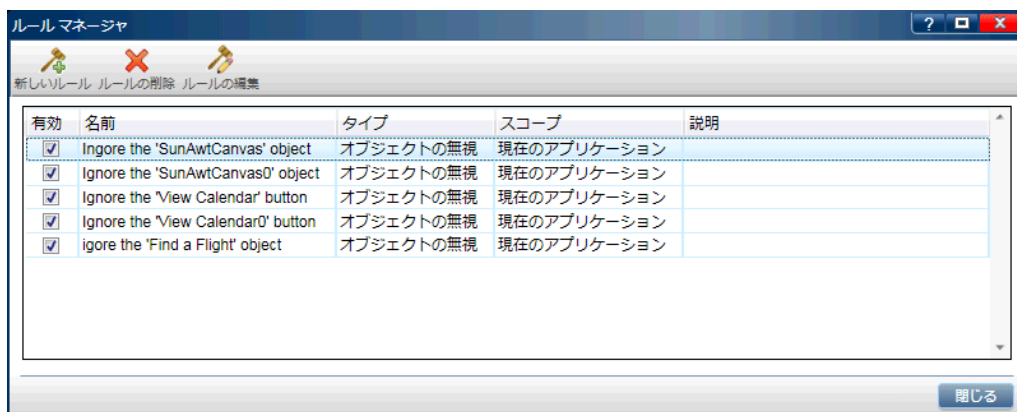 ルール マネージャ
新しいルール ルールの削除 ルールの編集
有効 名前 タイプ スコープ 説明
Ingore the 'SunAwtCanvas' object オブジェクトの無視 現在のアプリケーション
Ignore the 'SunAwtCanvas0' object オブジェクトの無視 現在のアプリケーション
Ignore the 'View Calendar' button オブジェクトの無視 現在のアプリケーション
Ignore the 'View Calendar0' button オブジェクトの無視 現在のアプリケーション
igore the 'Find a Flight' object オブジェクトの無視 現在のアプリケーション
閉じる